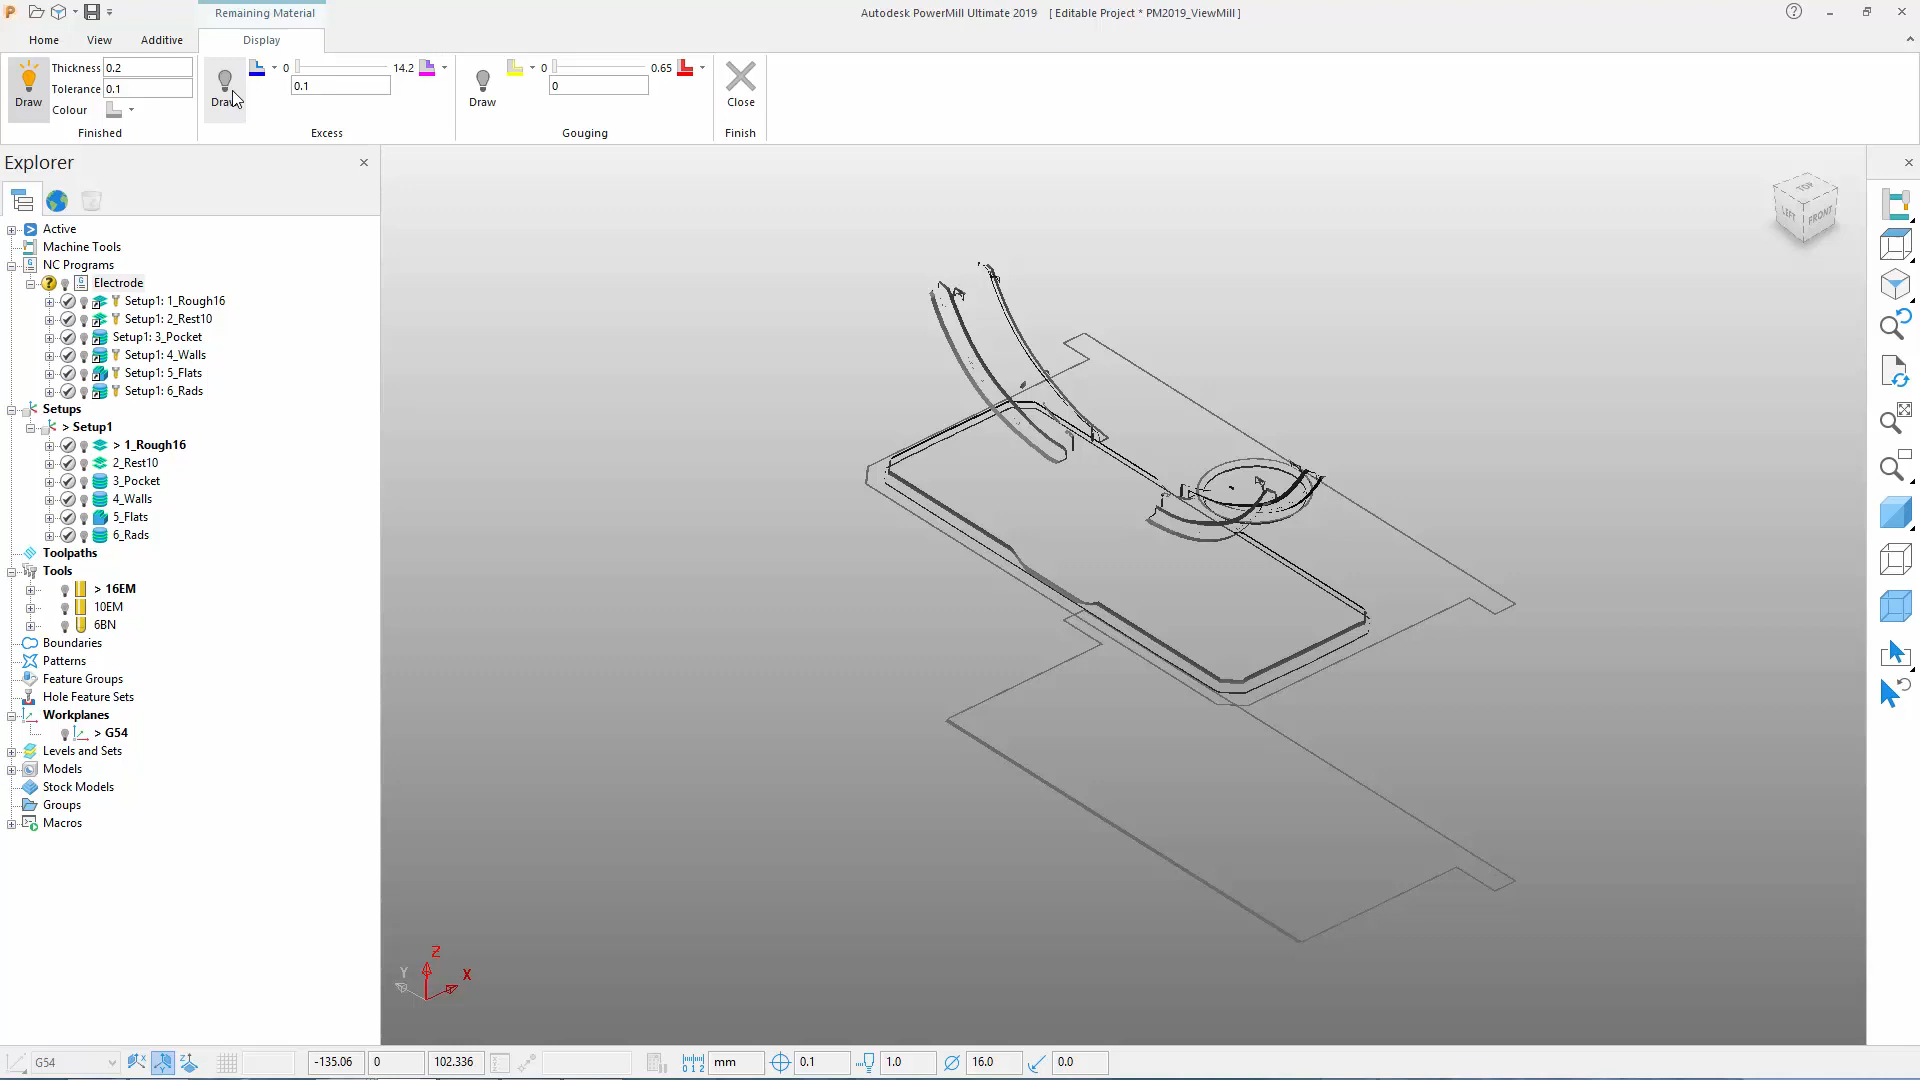 Remaining Material
Autodesk PowerMill Ultimate 2019    [ Editable Project * PM2019_ViewMill ]
Home
View
Additive
Display
Draw
Thickness 0.2
Tolerance 0.1
Colour
Finished
Draw
0
14.2
0.1
Excess
Draw
0
0.65
0
Gouging
Close
Finish
Explorer
Active
Machine Tools
NC Programs
Electrode
Setup1: 1_Rough16
Setup1: 2_Rest10
Setup1: 3_Pocket
Setup1: 4_Walls
Setup1: 5_Flats
Setup1: 6_Rads
Setups
> Setup1
> 1_Rough16
2_Rest10
3_Pocket
4_Walls
5_Flats
6_Rads
Toolpaths
Tools
> 16EM
10EM
6BN
Boundaries
Patterns
Feature Groups
Hole Feature Sets
Workplanes
> G54
Levels and Sets
Models
Stock Models
Groups
Macros
TOP
LEFT
FRONT
Z
Y
X
G54
-135.06
0
102.336
mm
0.1
1.0
16.0
0.0